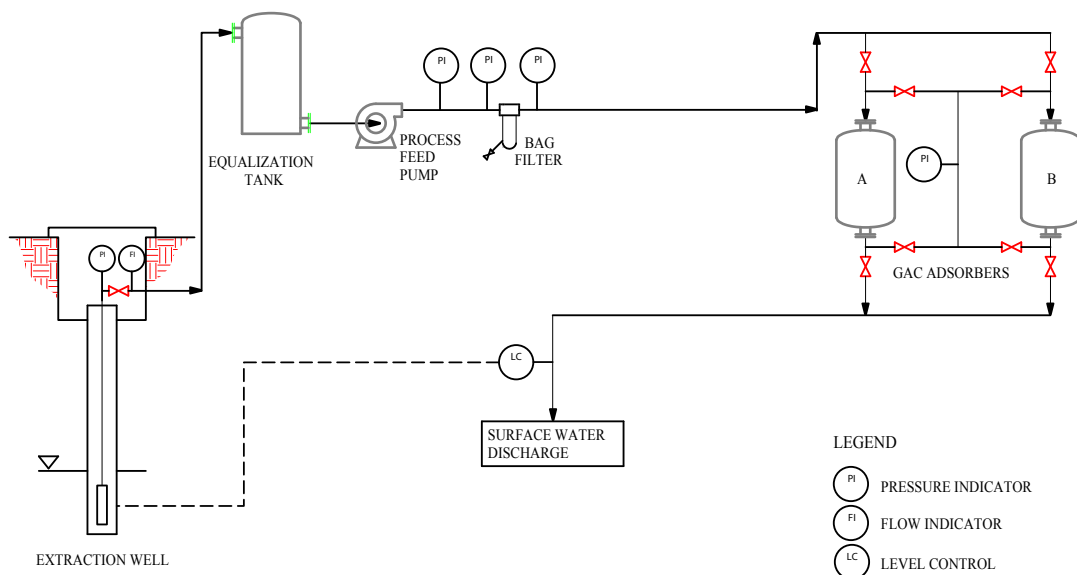 PI
PI
PI
EQUALIZATION
TANK
PROCESS
FEED
PUMP
BAG
FILTER
A
PI
B
GAC ADSORBERS
PI
FI
LC
SURFACE WATER
DISCHARGE
EXTRACTION WELL
LEGEND
PI PRESSURE INDICATOR
FI FLOW INDICATOR
LC LEVEL CONTROL